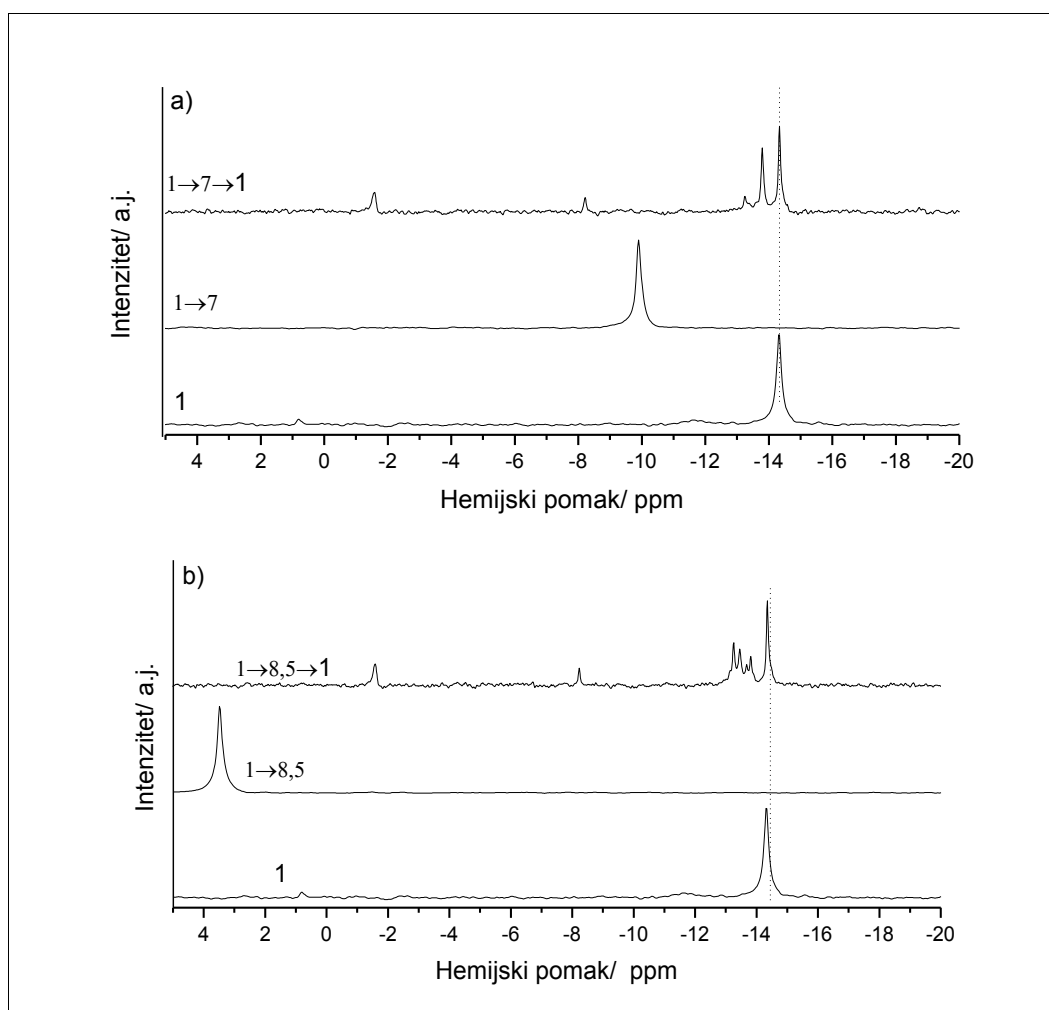 a)
1→7→1
1→7
1
Intenzitet/ a.j.
4 2 0 -2 -4 -6 -8 -10 -12 -14 -16 -18 -20
Hemijski pomak/ ppm
b)
1→8,5→1
1→8,5
1
Intenzitet/ a.j.
4 2 0 -2 -4 -6 -8 -10 -12 -14 -16 -18 -20
Hemijski pomak/ ppm